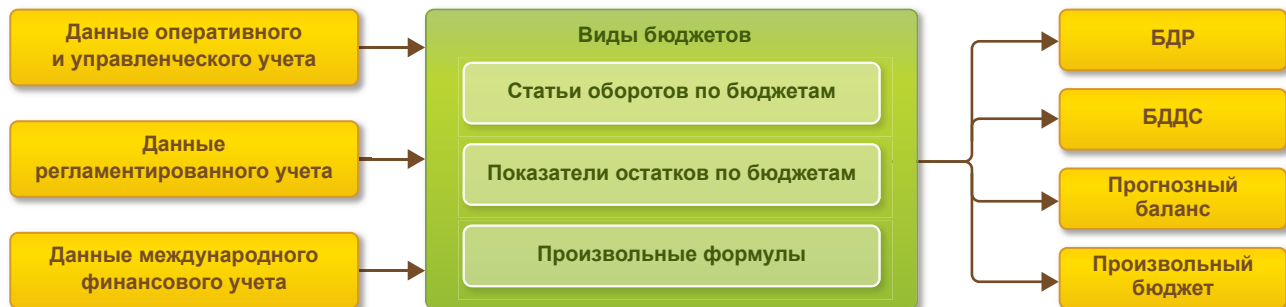 Данные оперативного
и управленческого учета
Данные
регламентированного учета
Данные международного
финансового учета
Виды бюджетов
Статьи оборотов по бюджетам
Показатели остатков по бюджетам
Произвольные формулы
БДР
БДДС
Прогнозный
баланс
Произвольный
бюджет